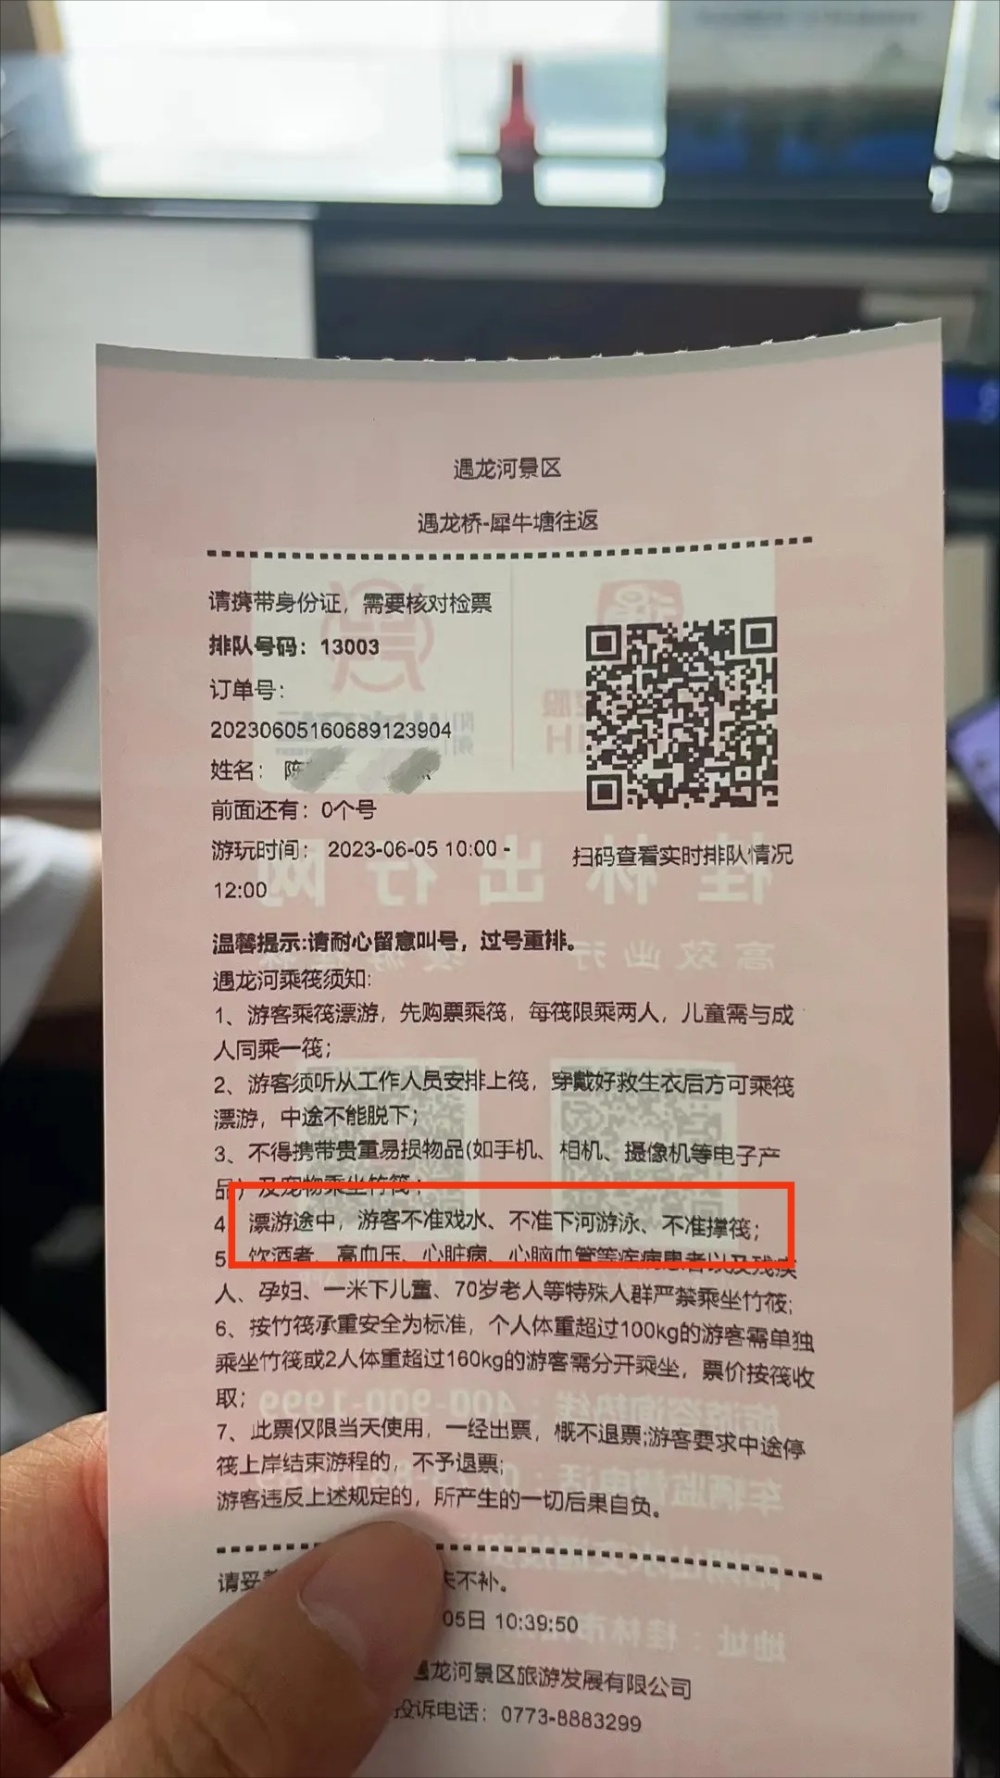 遇龙河景区
遇龙桥-犀牛塘往返
请携带身份证，需要核对检票
排队号码：13003
订单号：
20230605160689123904
姓名：陈
前面还有：0个号
游玩时间： 2023-06-05 10:00 -
12:00
扫码查看实时排队情况
温馨提示:请耐心留意叫号，过号重排。
遇龙河乘筏须知:
1、游客乘筏漂游，先购票乘筏，每筏限乘两人，儿童需与成
人同乘一筏；
2、游客须听从工作人员安排上筏，穿戴好救生衣后方可乘筏
漂游，中途不能脱下；
3、不得携带贵重易损物品(如手机、相机、摄像机等电子产
品）及宠物乘坐竹筏；
4 漂游途中，游客不准戏水、不准下河游泳、不准撑筏；
5 饮酒者、高血压、心脏病、心脑血管等疾病患者以及残疾
人、孕妇、一米下儿童、70岁老人等特殊人群严禁乘坐竹筏;
6、按竹筏承重安全为标准，个人体重超过100kg的游客需单独
乘坐竹筏或2人体重超过160kg的游客需分开乘坐，票价按筏收
取；
7、此票仅限当天使用，一经出票，概不退票;游客要求中途停
筏上岸结束游程的，不予退票;
游客违反上述规定的，所产生的一切后果自负。
请妥 失不补。
05日 10:39:50
遇龙河景区旅游发展有限公司
投诉电话：0773-8883299
桂林出行网